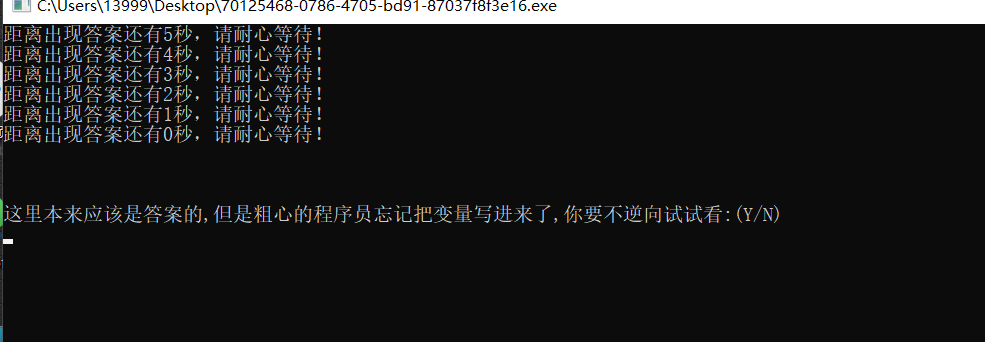 C:\Users\13999\Desktop\70125468-0786-4705-bd91-87037f8f3e16.exe
距离出现答案还有5秒，请耐心等待！
距离出现答案还有4秒，请耐心等待！
距离出现答案还有3秒，请耐心等待！
距离出现答案还有2秒，请耐心等待！
距离出现答案还有1秒，请耐心等待！
距离出现答案还有0秒，请耐心等待！
这里本来应该是答案的,但是粗心的程序员忘记把变量写进来了,你要不逆向试试看:(Y/N)